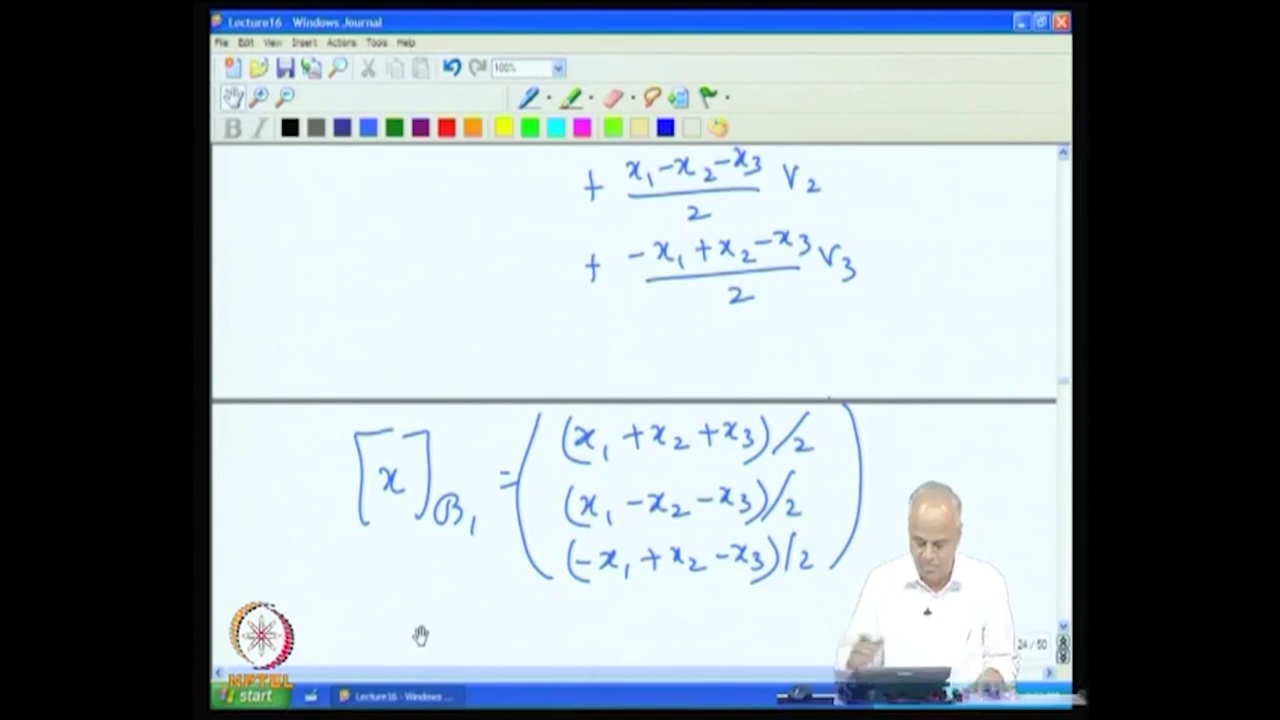 Lecture16 - Windows Journal
File Edit View Insert Actions Tools Help
100%
B I
+ (x₁ - x₂ - x₃)/2 v₂
+ (-x₁ + x₂ - x₃)/2 v₃
[x]_B₁ = ( (x₁ + x₂ + x₃)/2
(x₁ - x₂ - x₃)/2
(-x₁ + x₂ - x₃)/2 )
24 / 50
NPTEL
start Lecture16 - Windows ...